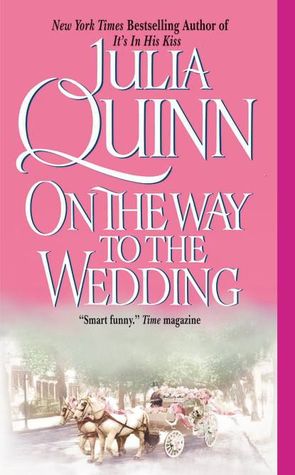 New York Times Bestselling Author of
It's In His Kiss
JULIA
QUINN
ON THE WAY
TO THE
WEDDING
"Smart funny." Time magazine